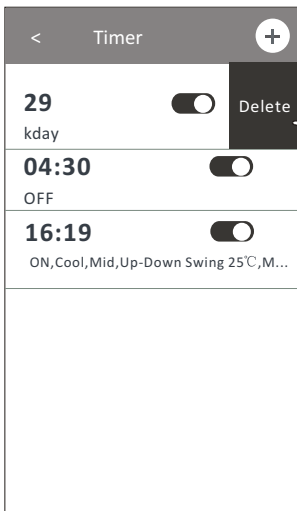 < Timer +
29 Delete
kday
04:30
OFF
16:19
ON,Cool,Mid,Up-Down Swing 25℃,M...